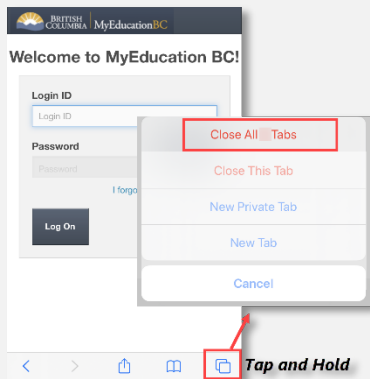 BRITISH
COLUMBIA
MyEducationBC
Welcome to MyEducation BC!
Login ID
Login ID
Password
Password
I forgo
Log On
Close All Tabs
Close This Tab
New Private Tab
New Tab
Cancel
Tap and Hold